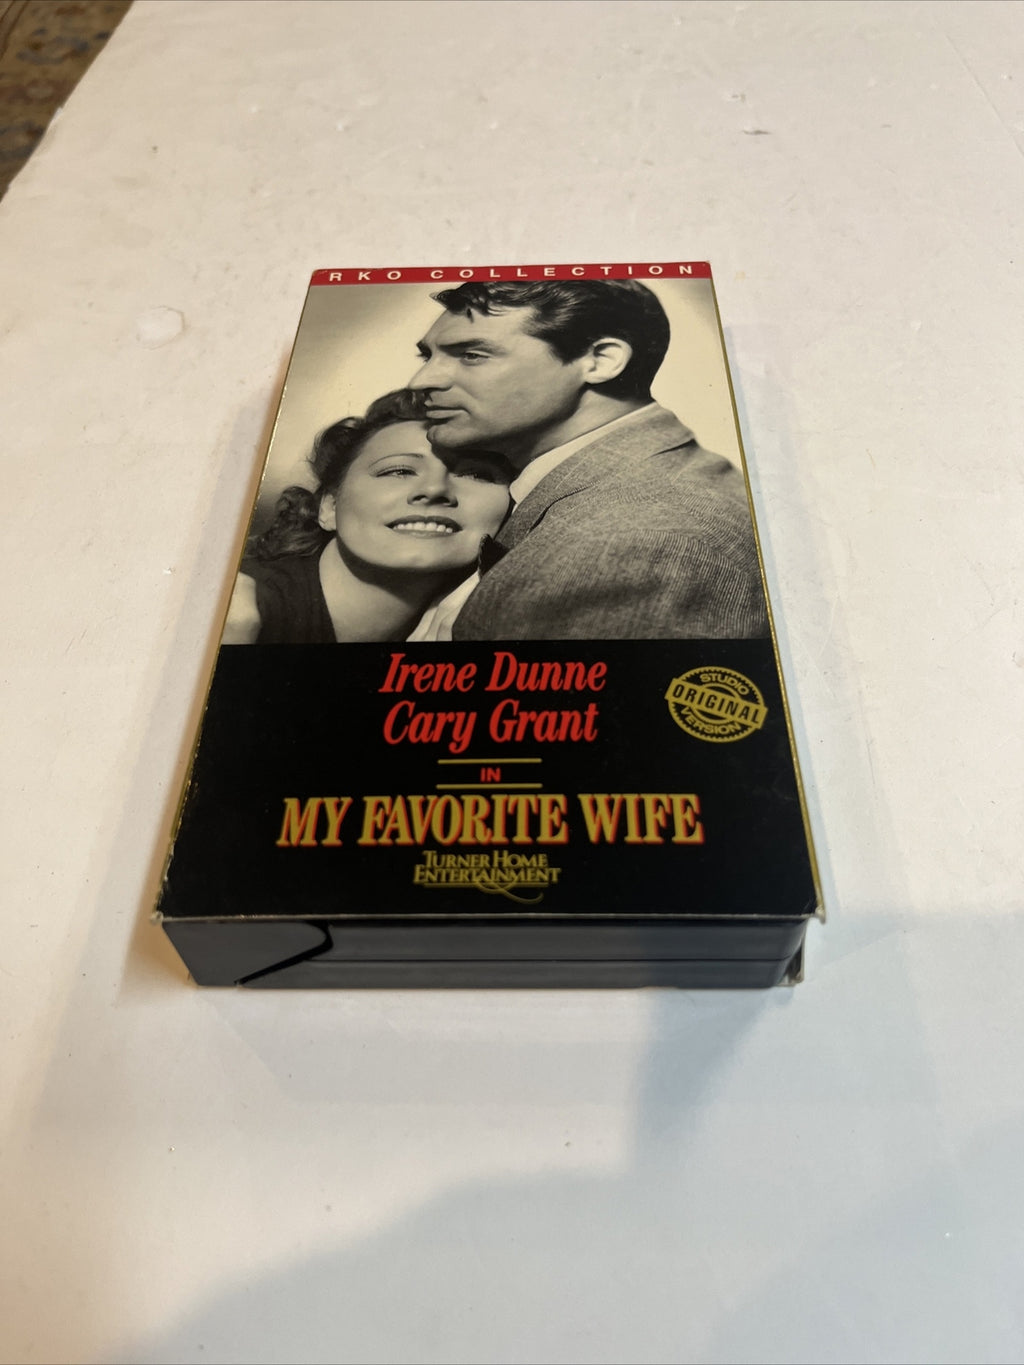 RKO COLLECTION
Irene Dunne
Cary Grant
STUDIO
ORIGINAL
VERSION
IN
MY FAVORITE WIFE
TURNER HOME
ENTERTAINMENT